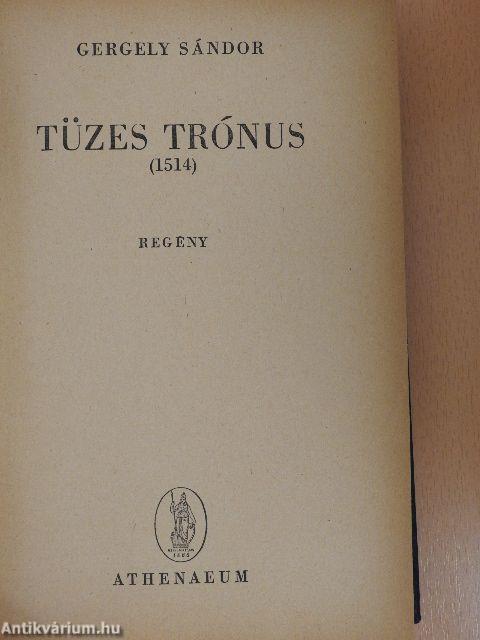 GERGELY SÁNDOR
TÜZES TRÓNUS
(1514)
REGÉNY
ATHENAEUM
Antikvárium.hu